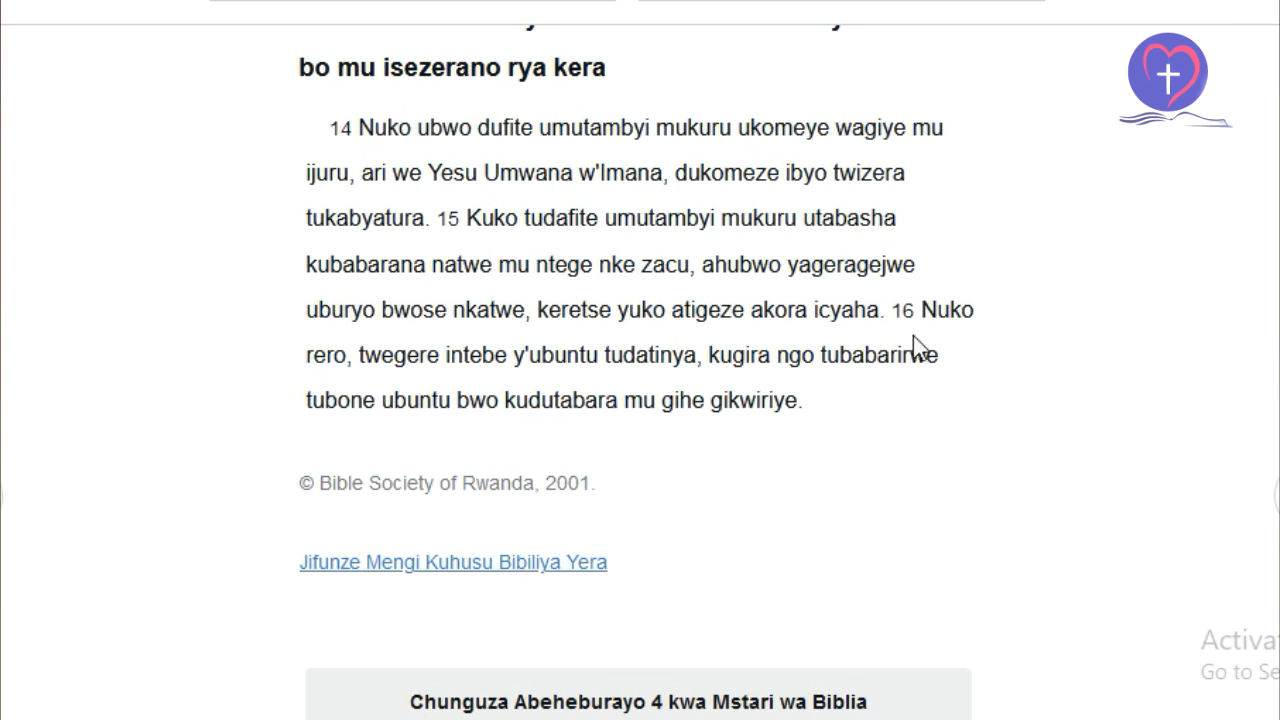 bo mu isezerano rya kera
14 Nuko ubwo dufite umutambyi mukuru ukomeye wagiye mu
ijuru, ari we Yesu Umwana w'Imana, dukomeze ibyo twizera
tukabyatura. 15 Kuko tudafite umutambyi mukuru utabasha
kubabarana natwe mu ntege nke zacu, ahubwo yageragejwe
uburyo bwose nkatwe, keretse yuko atigeze akora icyaha. 16 Nuko
rero, twegere intebe y'ubuntu tudatinya, kugira ngo tubabarirwe
tubone ubuntu bwo kudutabara mu gihe gikwiriye.
© Bible Society of Rwanda, 2001.
Jifunze Mengi Kuhusu Bibiliya Yera
Activa
Go to Se
Chunguza Abeheburayo 4 kwa Mstari wa Biblia